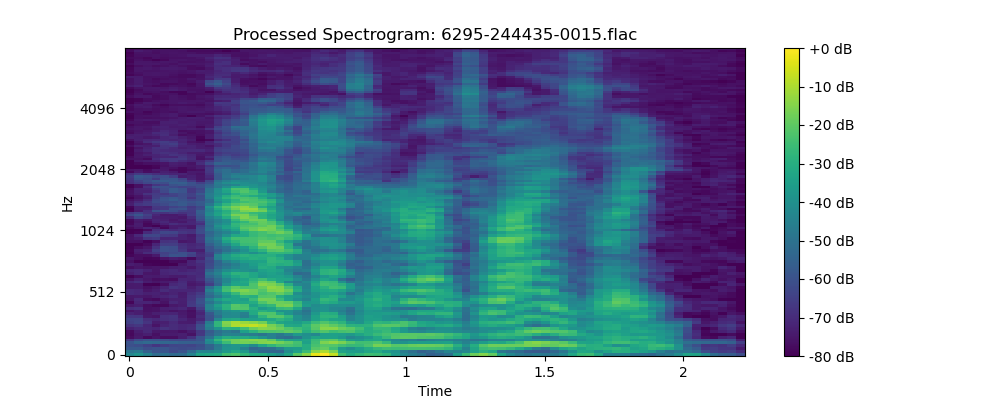 Processed Spectrogram: 6295-244435-0015.flac
+0 dB
4096
-10 dB
-20 dB
2048
-30 dB
Hz
-40 dB
1024
-50 dB
512
-60 dB
-70 dB
0
-80 dB
0 0.5 1 1.5 2
Time